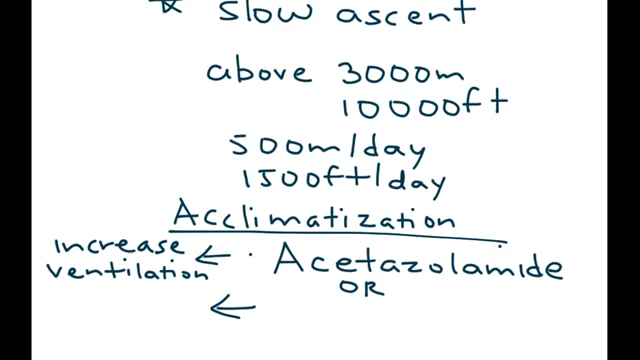 ☆ slow ascent
above 3000m
10000ft
500m/day
1500ft/day
Acclimatization
increase ← · Acetazolamide
ventilation
OR
←